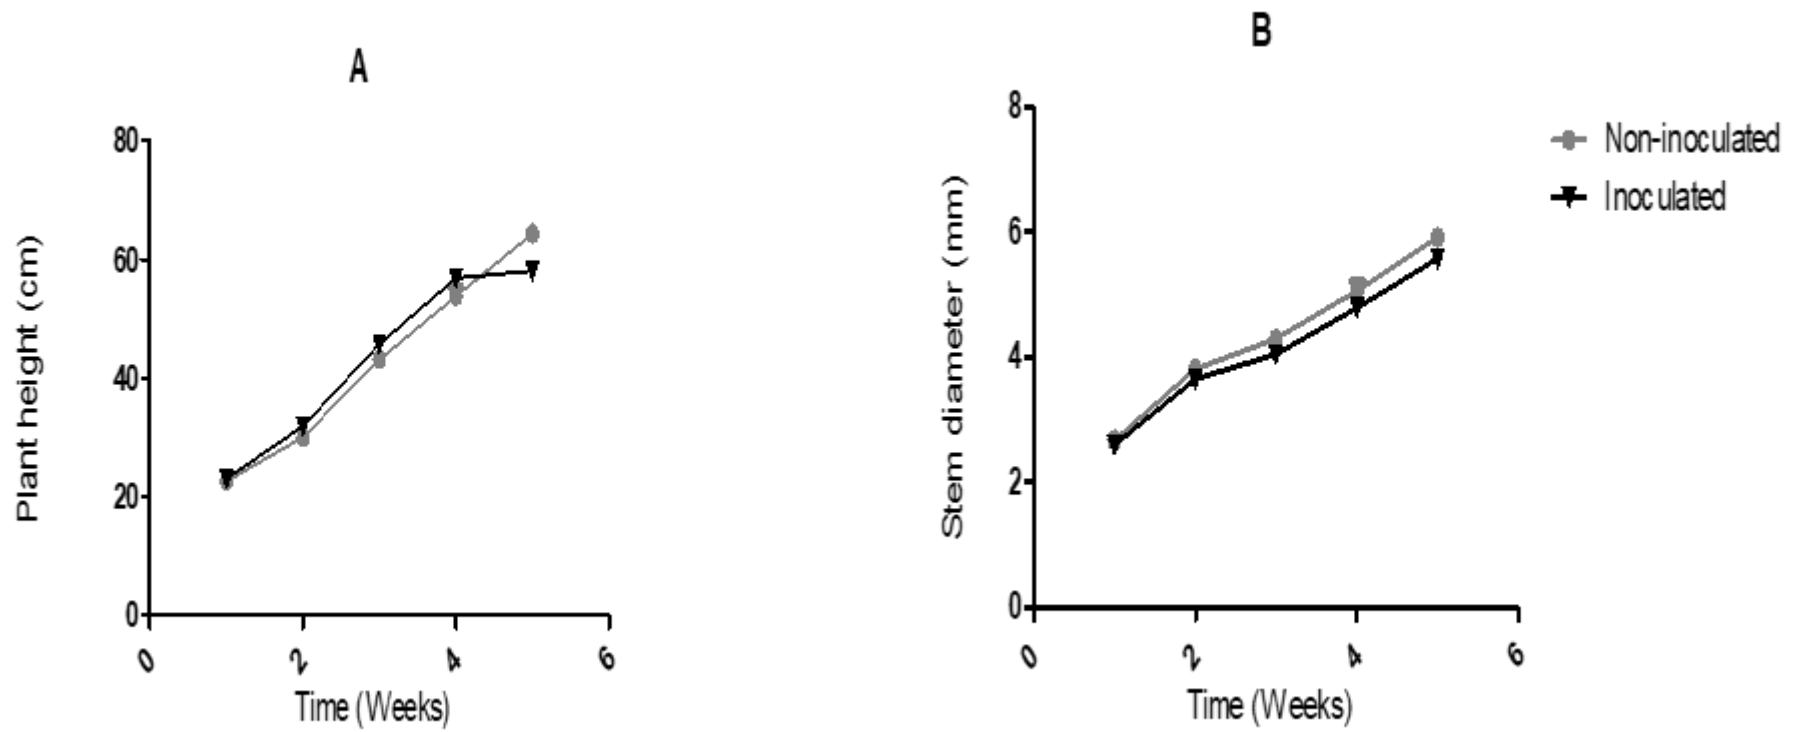 A
80
60
40
20
0
0 2 4 6
Time (Weeks)
Plant height (cm)
B
8
6
4
2
0
0 2 4 6
Time (Weeks)
Stem diameter (mm)
Non-inoculated
Inoculated